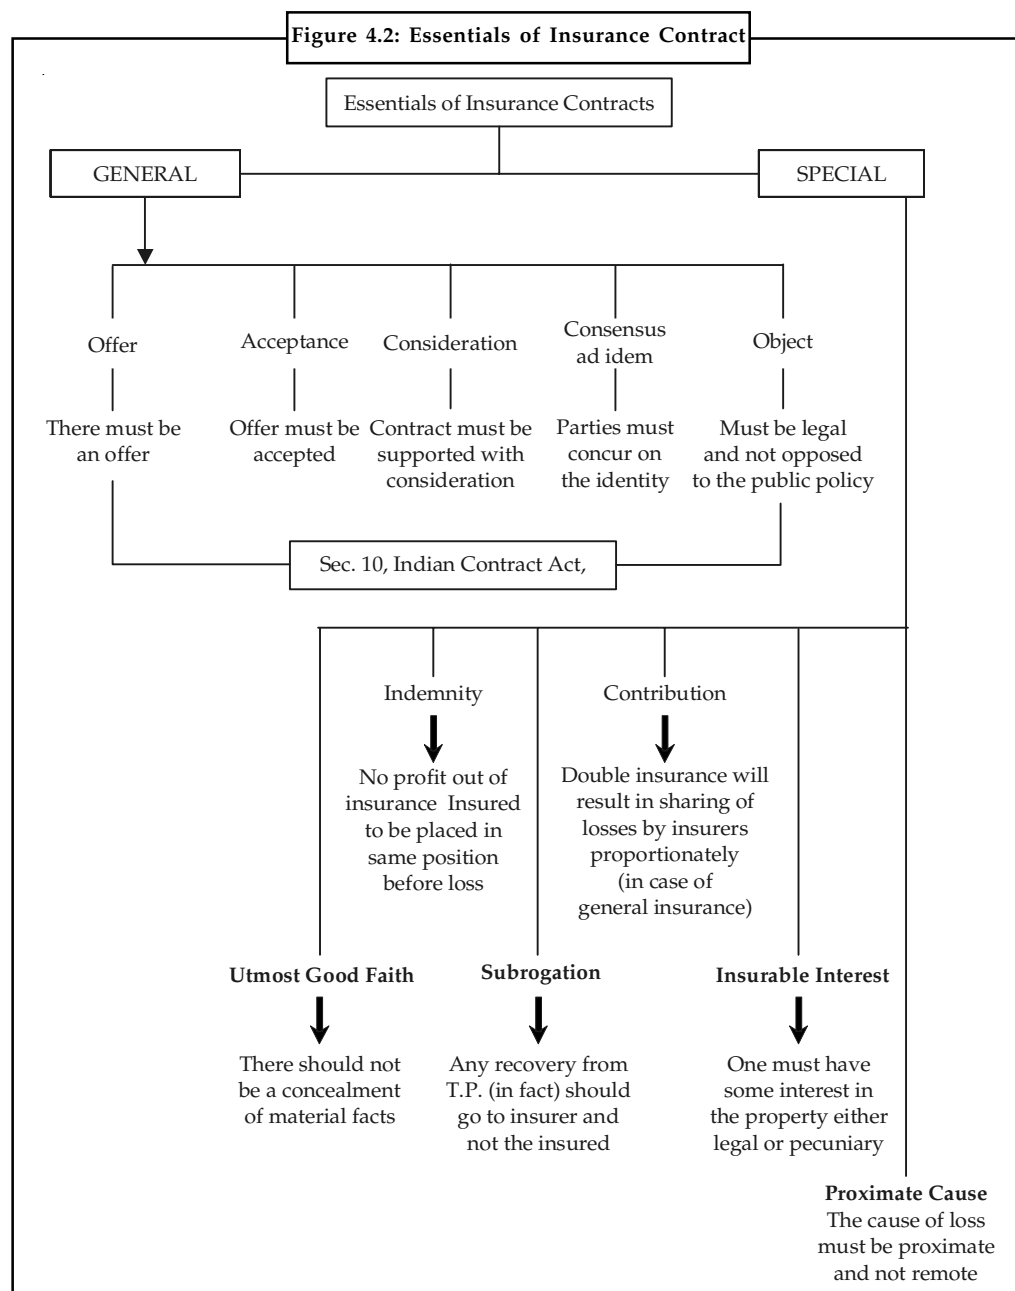 Figure 4.2: Essentials of Insurance Contract
Essentials of Insurance Contracts
GENERAL
SPECIAL
Offer
Acceptance
Consideration
Consensus
ad idem
Object
There must be
an offer
Offer must be
accepted
Contract must be
supported with
consideration
Parties must
concur on
the identity
Must be legal
and not opposed
to the public policy
Sec. 10, Indian Contract Act,
Indemnity
Contribution
No profit out of
insurance Insured
to be placed in
same position
before loss
Double insurance will
result in sharing of
losses by insurers
proportionately
(in case of
general insurance)
Utmost Good Faith
Subrogation
Insurable Interest
There should not
be a concealment
of material facts
Any recovery from
T.P. (in fact) should
go to insurer and
not the insured
One must have
some interest in
the property either
legal or pecuniary
Proximate Cause
The cause of loss
must be proximate
and not remote